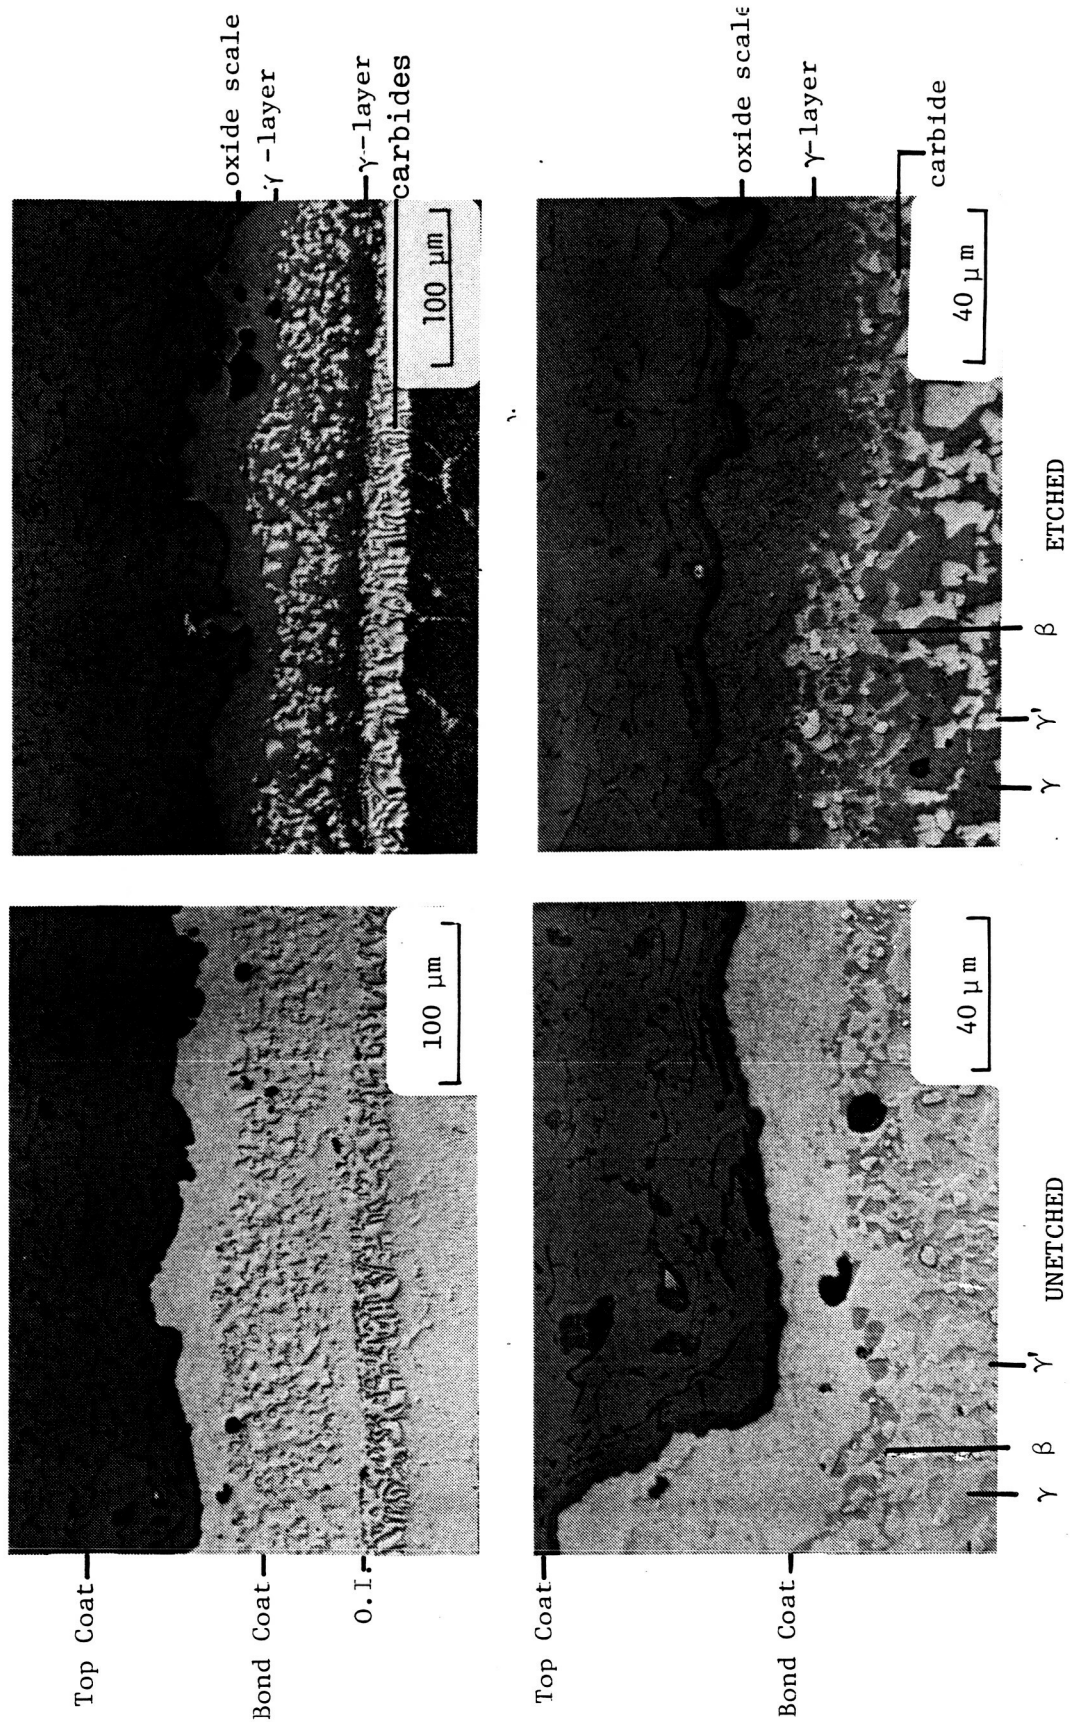 Top Coat
Bond Coat
O.I.
100 μm
100 μm
oxide scale
γ-layer
γ-layer
carbides
Top Coat
Bond Coat
40 μm
40 μm
oxide scale
γ-layer
carbide
γ
β
γ'
γ
γ'
β
UNETCHED
ETCHED